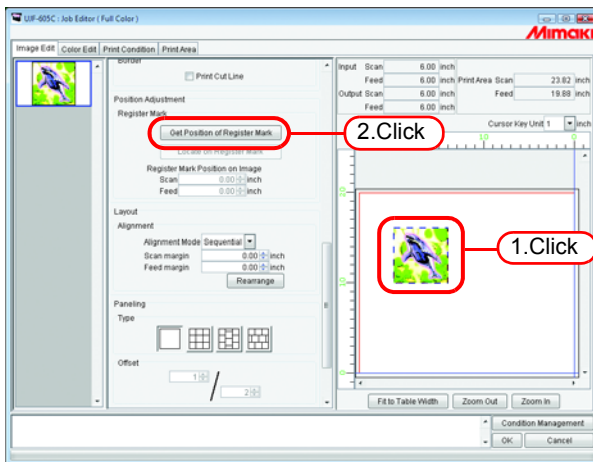 UJF-605C : Job Editor ( Full Color )
Mimaki
Image Edit Color Edit Print Condition Print Area
Border
Print Cut Line
Position Adjustment
Register Mark
Get Position of Register Mark
Locate on Register Mark
Register Mark Position on Image
Scan 0.00 inch
Feed 0.00 inch
Layout
Alignment
Alignment Mode Sequential
Scan margin 0.00 inch
Feed margin 0.00 inch
Rearrange
Paneling
Type
Offset
1 / 2
Input Scan 6.00 inch
Feed 6.00 inch Print Area Scan 23.82 inch
Output Scan 6.00 inch Feed 19.88 inch
Feed 6.00 inch
Cursor Key Unit 1 inch
10 0
20
10
0
2.Click
1.Click
Fit to Table Width Zoom Out Zoom In
Condition Management
OK Cancel